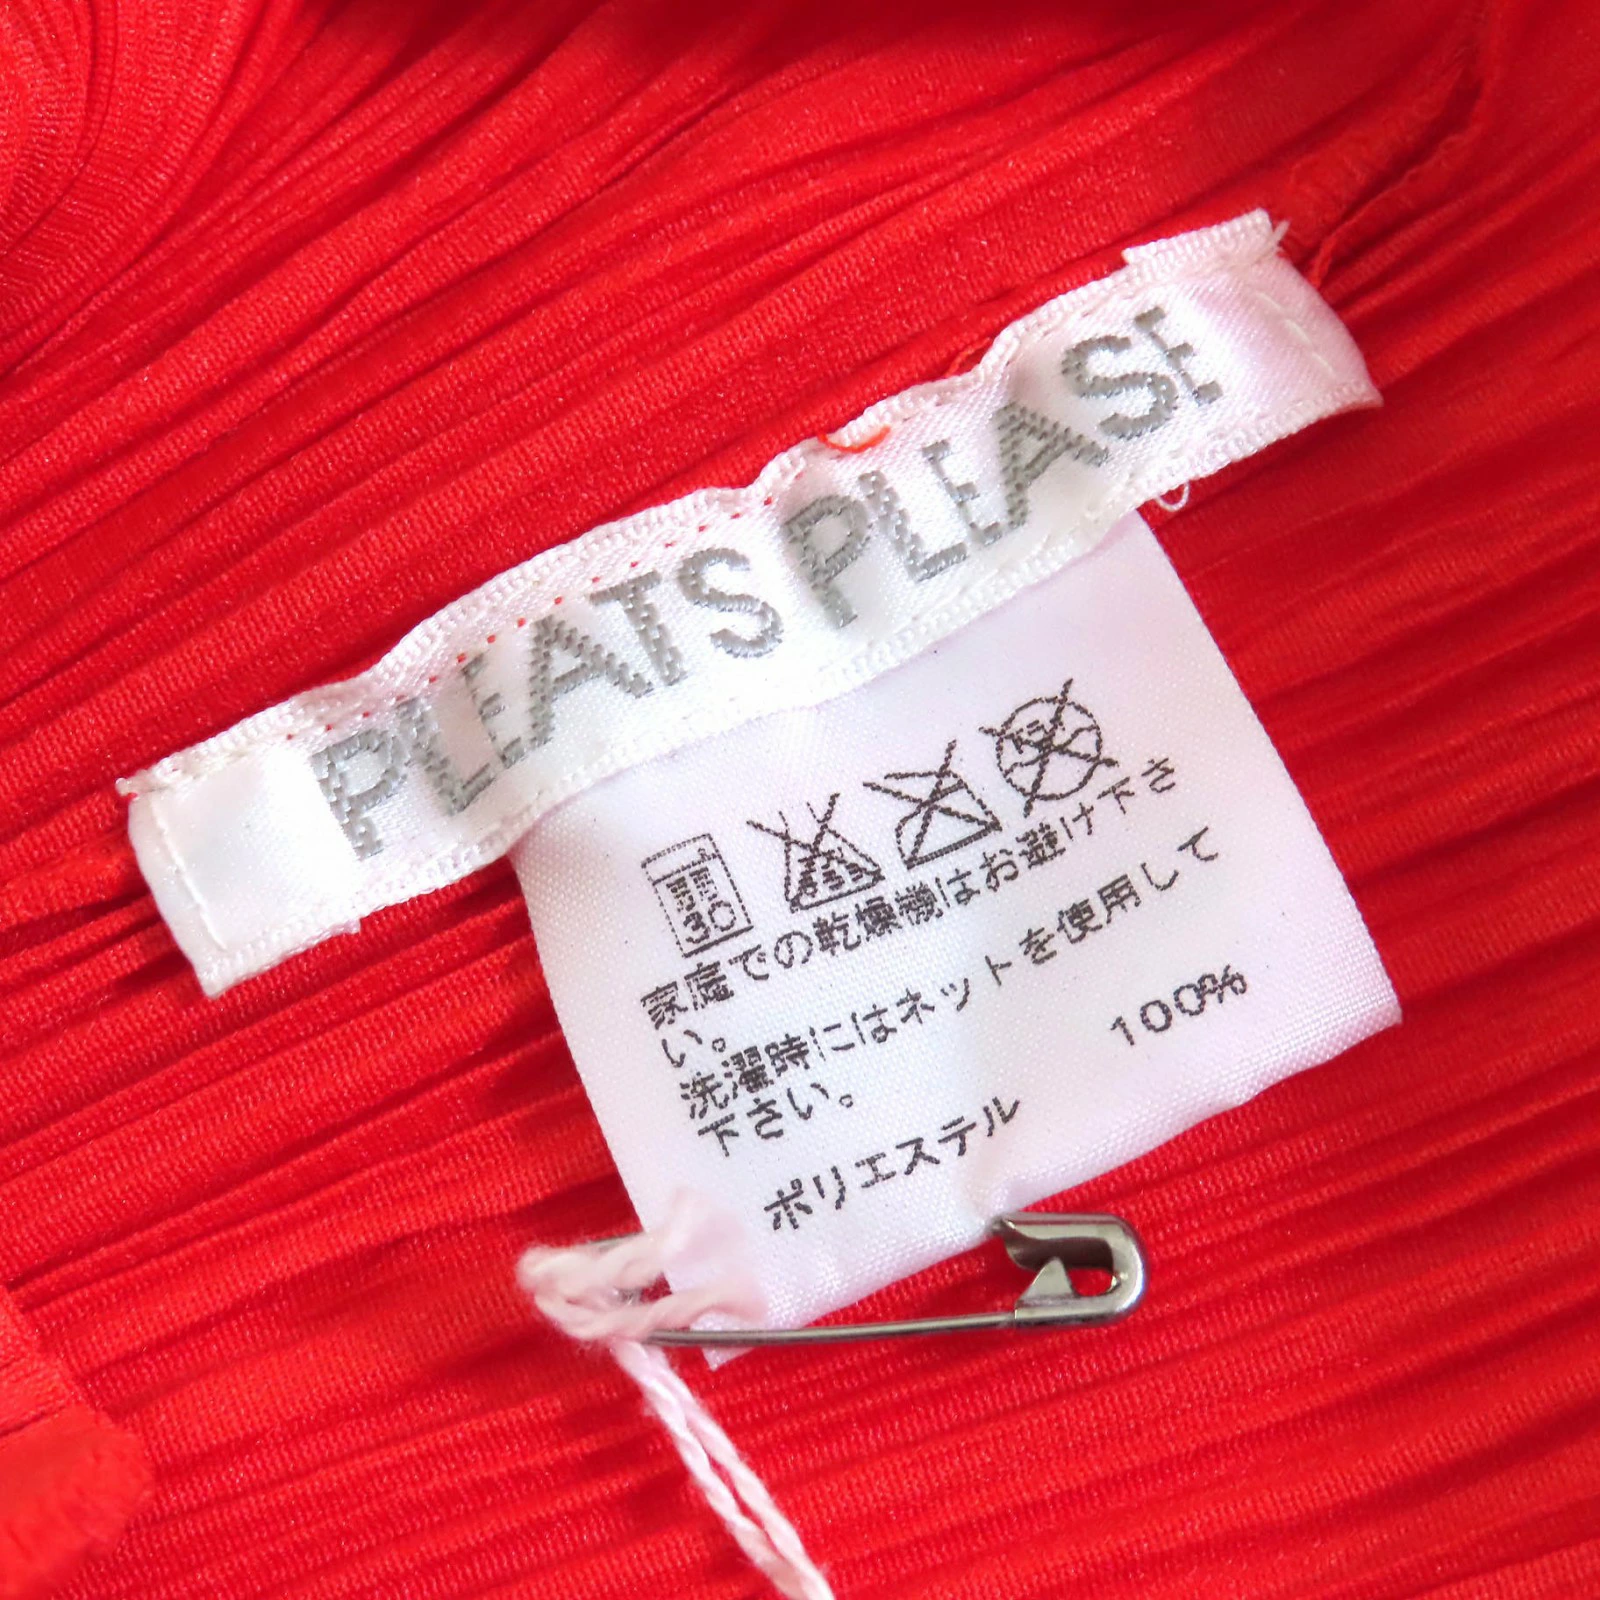 PLEATS PLEASE
家庭での乾燥機はお避け下さ
い。
洗濯時にはネットを使用して
下さい。
ポリエステル 100%